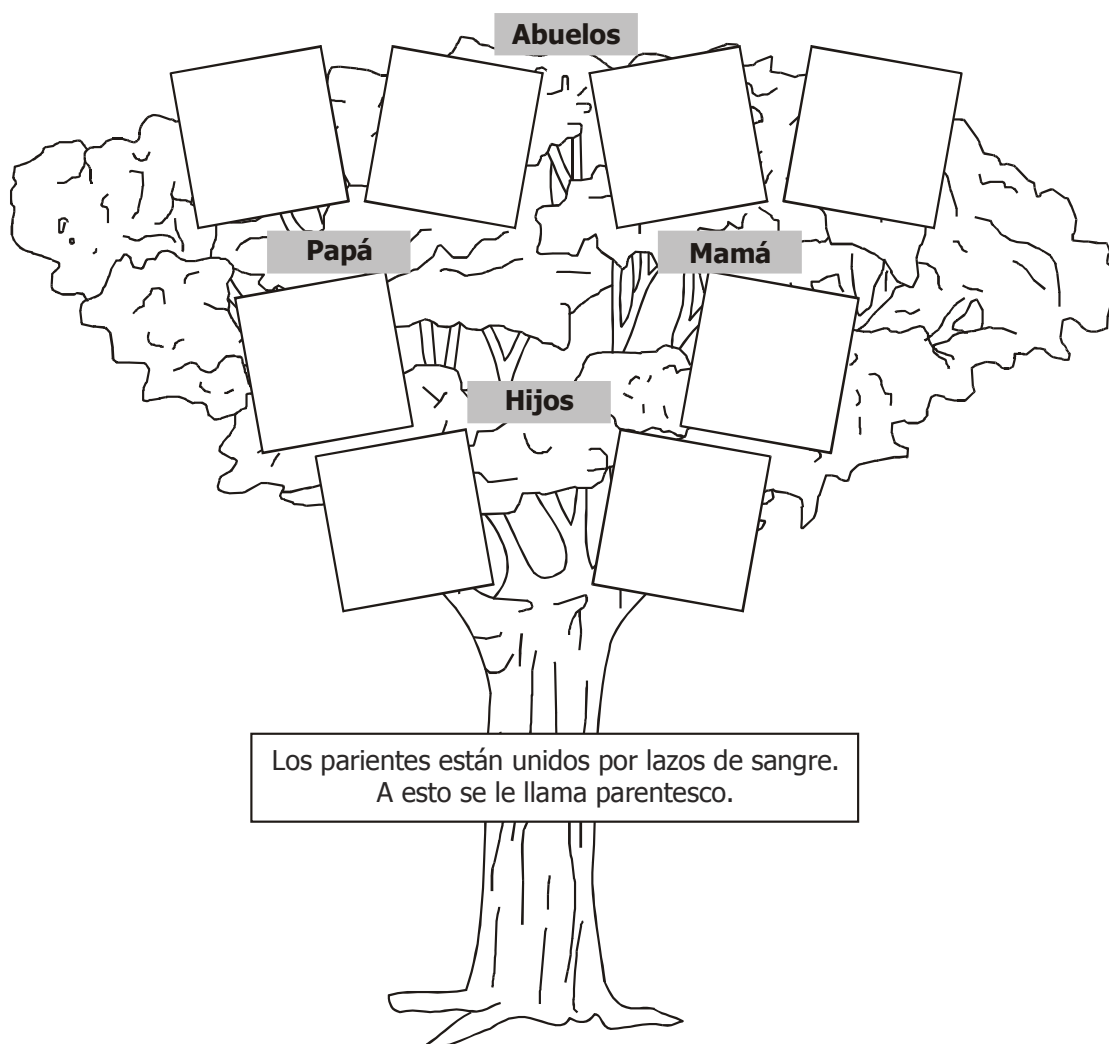 Abuelos
Papá
Mamá
Hijos
Los parientes están unidos por lazos de sangre.
A esto se le llama parentesco.